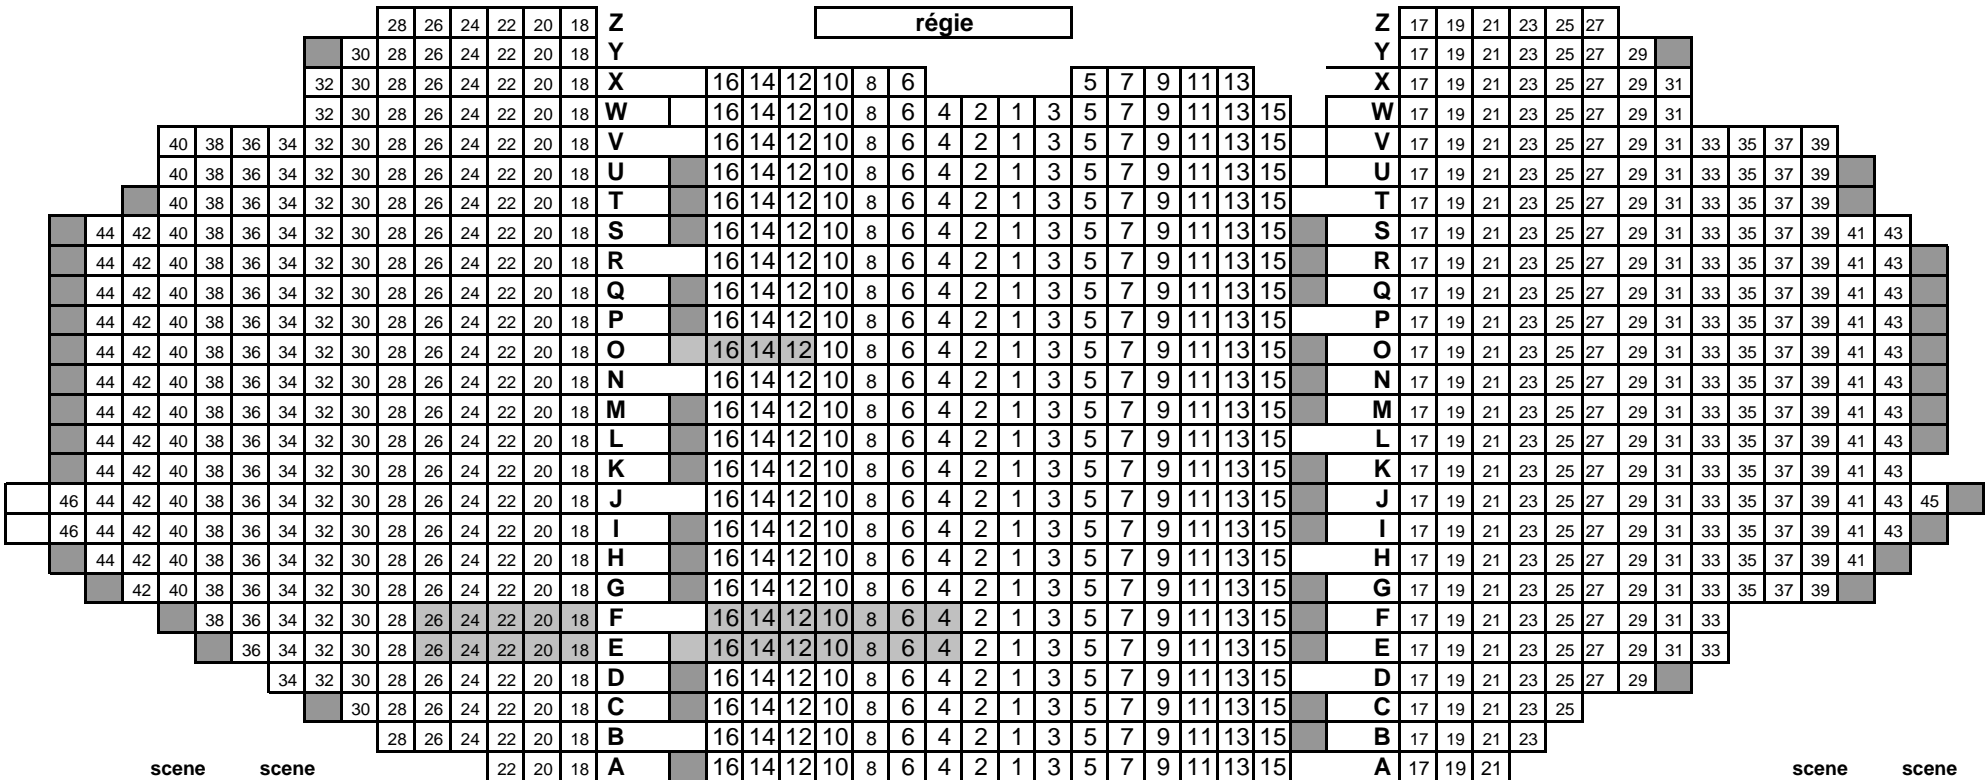 28 26 24 22 20 18 Z régie Z 17 19 21 23 25 27
30 28 26 24 22 20 18 Y Y 17 19 21 23 25 27 29
32 30 28 26 24 22 20 18 X 16 14 12 10 8 6 5 7 9 11 13 X 17 19 21 23 25 27 29 31
32 30 28 26 24 22 20 18 W 16 14 12 10 8 6 4 2 1 3 5 7 9 11 13 15 W 17 19 21 23 25 27 29 31
40 38 36 34 32 30 28 26 24 22 20 18 V 16 14 12 10 8 6 4 2 1 3 5 7 9 11 13 15 V 17 19 21 23 25 27 29 31 33 35 37 39
40 38 36 34 32 30 28 26 24 22 20 18 U 16 14 12 10 8 6 4 2 1 3 5 7 9 11 13 15 U 17 19 21 23 25 27 29 31 33 35 37 39
40 38 36 34 32 30 28 26 24 22 20 18 T 16 14 12 10 8 6 4 2 1 3 5 7 9 11 13 15 T 17 19 21 23 25 27 29 31 33 35 37 39
44 42 40 38 36 34 32 30 28 26 24 22 20 18 S 16 14 12 10 8 6 4 2 1 3 5 7 9 11 13 15 S 17 19 21 23 25 27 29 31 33 35 37 39 41 43
44 42 40 38 36 34 32 30 28 26 24 22 20 18 R 16 14 12 10 8 6 4 2 1 3 5 7 9 11 13 15 R 17 19 21 23 25 27 29 31 33 35 37 39 41 43
44 42 40 38 36 34 32 30 28 26 24 22 20 18 Q 16 14 12 10 8 6 4 2 1 3 5 7 9 11 13 15 Q 17 19 21 23 25 27 29 31 33 35 37 39 41 43
44 42 40 38 36 34 32 30 28 26 24 22 20 18 P 16 14 12 10 8 6 4 2 1 3 5 7 9 11 13 15 P 17 19 21 23 25 27 29 31 33 35 37 39 41 43
44 42 40 38 36 34 32 30 28 26 24 22 20 18 O 16 14 12 10 8 6 4 2 1 3 5 7 9 11 13 15 O 17 19 21 23 25 27 29 31 33 35 37 39 41 43
44 42 40 38 36 34 32 30 28 26 24 22 20 18 N 16 14 12 10 8 6 4 2 1 3 5 7 9 11 13 15 N 17 19 21 23 25 27 29 31 33 35 37 39 41 43
44 42 40 38 36 34 32 30 28 26 24 22 20 18 M 16 14 12 10 8 6 4 2 1 3 5 7 9 11 13 15 M 17 19 21 23 25 27 29 31 33 35 37 39 41 43
44 42 40 38 36 34 32 30 28 26 24 22 20 18 L 16 14 12 10 8 6 4 2 1 3 5 7 9 11 13 15 L 17 19 21 23 25 27 29 31 33 35 37 39 41 43
44 42 40 38 36 34 32 30 28 26 24 22 20 18 K 16 14 12 10 8 6 4 2 1 3 5 7 9 11 13 15 K 17 19 21 23 25 27 29 31 33 35 37 39 41 43
46 44 42 40 38 36 34 32 30 28 26 24 22 20 18 J 16 14 12 10 8 6 4 2 1 3 5 7 9 11 13 15 J 17 19 21 23 25 27 29 31 33 35 37 39 41 43 45
46 44 42 40 38 36 34 32 30 28 26 24 22 20 18 I 16 14 12 10 8 6 4 2 1 3 5 7 9 11 13 15 I 17 19 21 23 25 27 29 31 33 35 37 39 41 43
44 42 40 38 36 34 32 30 28 26 24 22 20 18 H 16 14 12 10 8 6 4 2 1 3 5 7 9 11 13 15 H 17 19 21 23 25 27 29 31 33 35 37 39 41
42 40 38 36 34 32 30 28 26 24 22 20 18 G 16 14 12 10 8 6 4 2 1 3 5 7 9 11 13 15 G 17 19 21 23 25 27 29 31 33 35 37 39
38 36 34 32 30 28 26 24 22 20 18 F 16 14 12 10 8 6 4 2 1 3 5 7 9 11 13 15 F 17 19 21 23 25 27 29 31 33
36 34 32 30 28 26 24 22 20 18 E 16 14 12 10 8 6 4 2 1 3 5 7 9 11 13 15 E 17 19 21 23 25 27 29 31 33
34 32 30 28 26 24 22 20 18 D 16 14 12 10 8 6 4 2 1 3 5 7 9 11 13 15 D 17 19 21 23 25 27 29
30 28 26 24 22 20 18 C 16 14 12 10 8 6 4 2 1 3 5 7 9 11 13 15 C 17 19 21 23 25
28 26 24 22 20 18 B 16 14 12 10 8 6 4 2 1 3 5 7 9 11 13 15 B 17 19 21 23
scene scene 22 20 18 A 16 14 12 10 8 6 4 2 1 3 5 7 9 11 13 15 A 17 19 21 scene scene